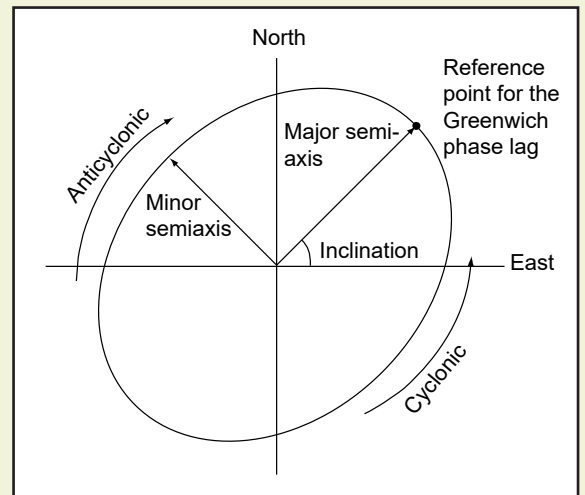 North
Reference
point for the
Greenwich
phase lag
Major semi-
axis
Anticyclonic
Minor
semiaxis
Inclination
East
Cyclonic